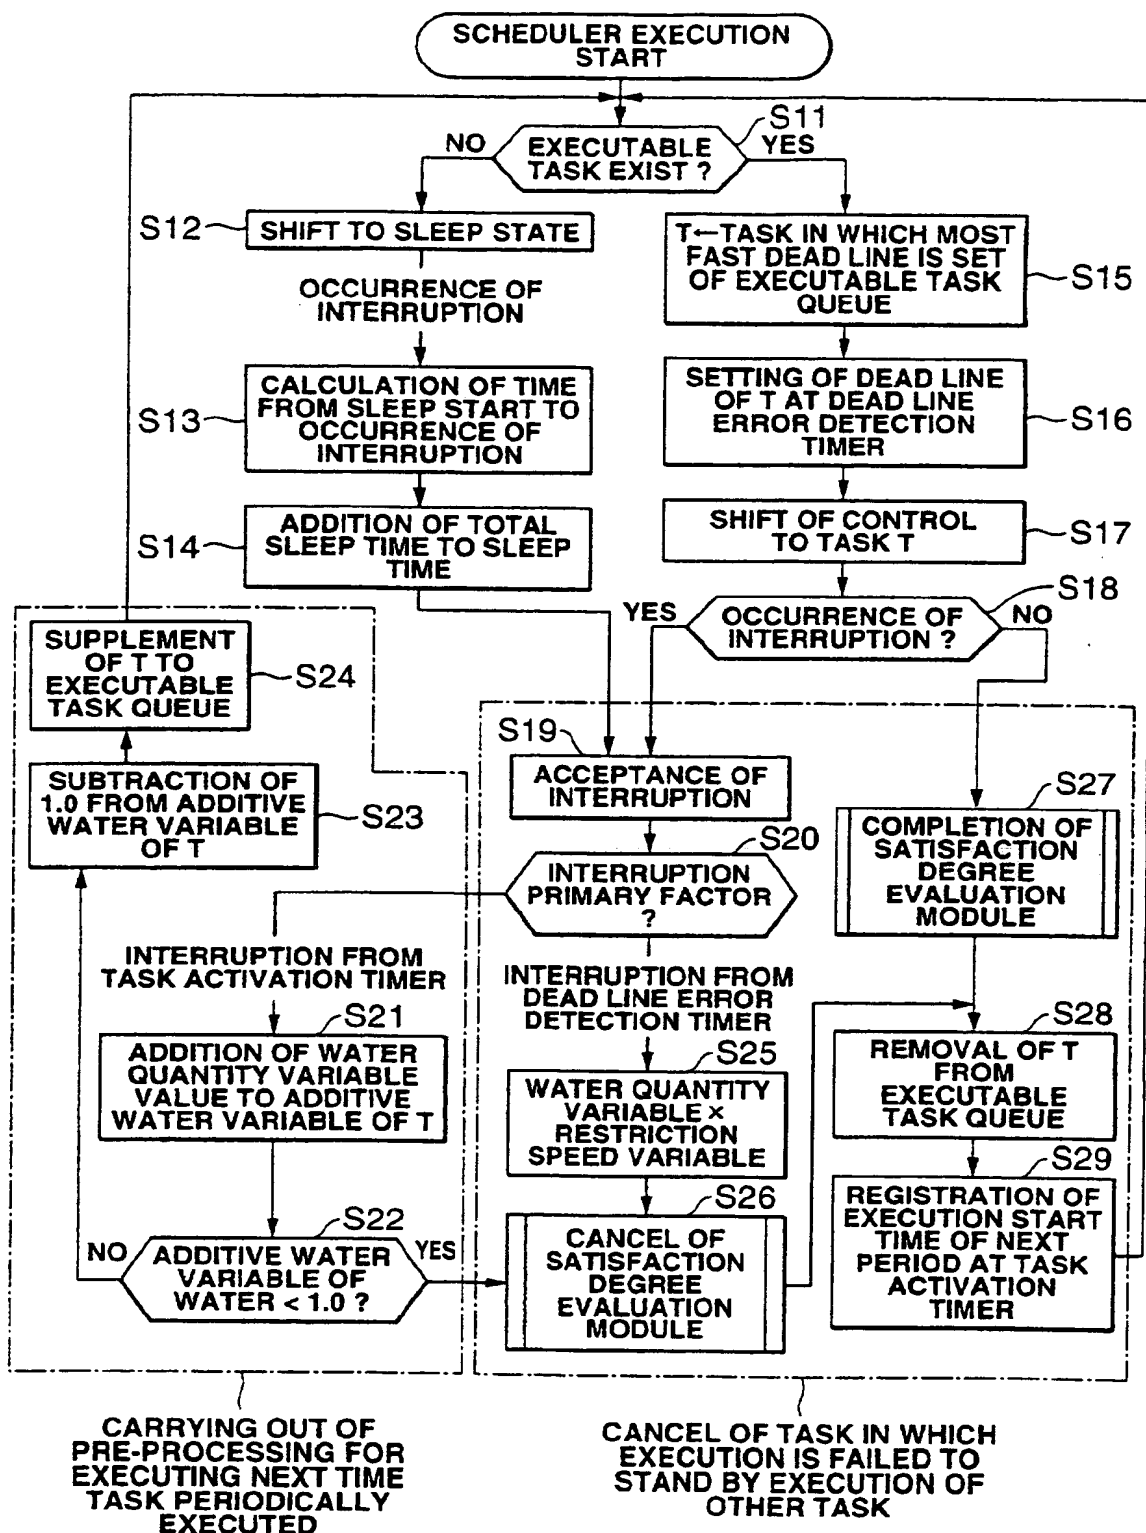 SCHEDULER EXECUTION
START
S11
NO
YES
EXECUTABLE
TASK EXIST ?
S12
SHIFT TO SLEEP STATE
OCCURRENCE OF
INTERRUPTION
S13
CALCULATION OF TIME
FROM SLEEP START TO
OCCURRENCE OF
INTERRUPTION
S14
ADDITION OF TOTAL
SLEEP TIME TO SLEEP
TIME
T←TASK IN WHICH MOST
FAST DEAD LINE IS SET
OF EXECUTABLE TASK
QUEUE
S15
SETTING OF DEAD LINE
OF T AT DEAD LINE
ERROR DETECTION
TIMER
S16
SHIFT OF CONTROL
TO TASK T
S17
S18
YES
OCCURRENCE OF
INTERRUPTION ?
NO
SUPPLEMENT
OF T TO
EXECUTABLE
TASK QUEUE
S24
SUBTRACTION OF
1.0 FROM ADDITIVE
WATER VARIABLE
OF T
S23
S19
ACCEPTANCE OF
INTERRUPTION
S20
INTERRUPTION
PRIMARY FACTOR
?
S27
COMPLETION OF
SATISFACTION
DEGREE
EVALUATION
MODULE
INTERRUPTION FROM
TASK ACTIVATION TIMER
INTERRUPTION FROM
DEAD LINE ERROR
DETECTION TIMER
S21
ADDITION OF WATER
QUANTITY VARIABLE
VALUE TO ADDITIVE
WATER VARIABLE OF T
S25
WATER QUANTITY
VARIABLE ×
RESTRICTION
SPEED VARIABLE
S28
REMOVAL OF T
FROM
EXECUTABLE
TASK QUEUE
S22
NO
ADDITIVE WATER
VARIABLE OF
WATER < 1.0 ?
YES
S26
CANCEL OF
SATISFACTION
DEGREE
EVALUATION
MODULE
S29
REGISTRATION OF
EXECUTION START
TIME OF NEXT
PERIOD AT TASK
ACTIVATION
TIMER
CARRYING OUT OF
PRE-PROCESSING FOR
EXECUTING NEXT TIME
TASK PERIODICALLY
EXECUTED
CANCEL OF TASK IN WHICH
EXECUTION IS FAILED TO
STAND BY EXECUTION OF
OTHER TASK